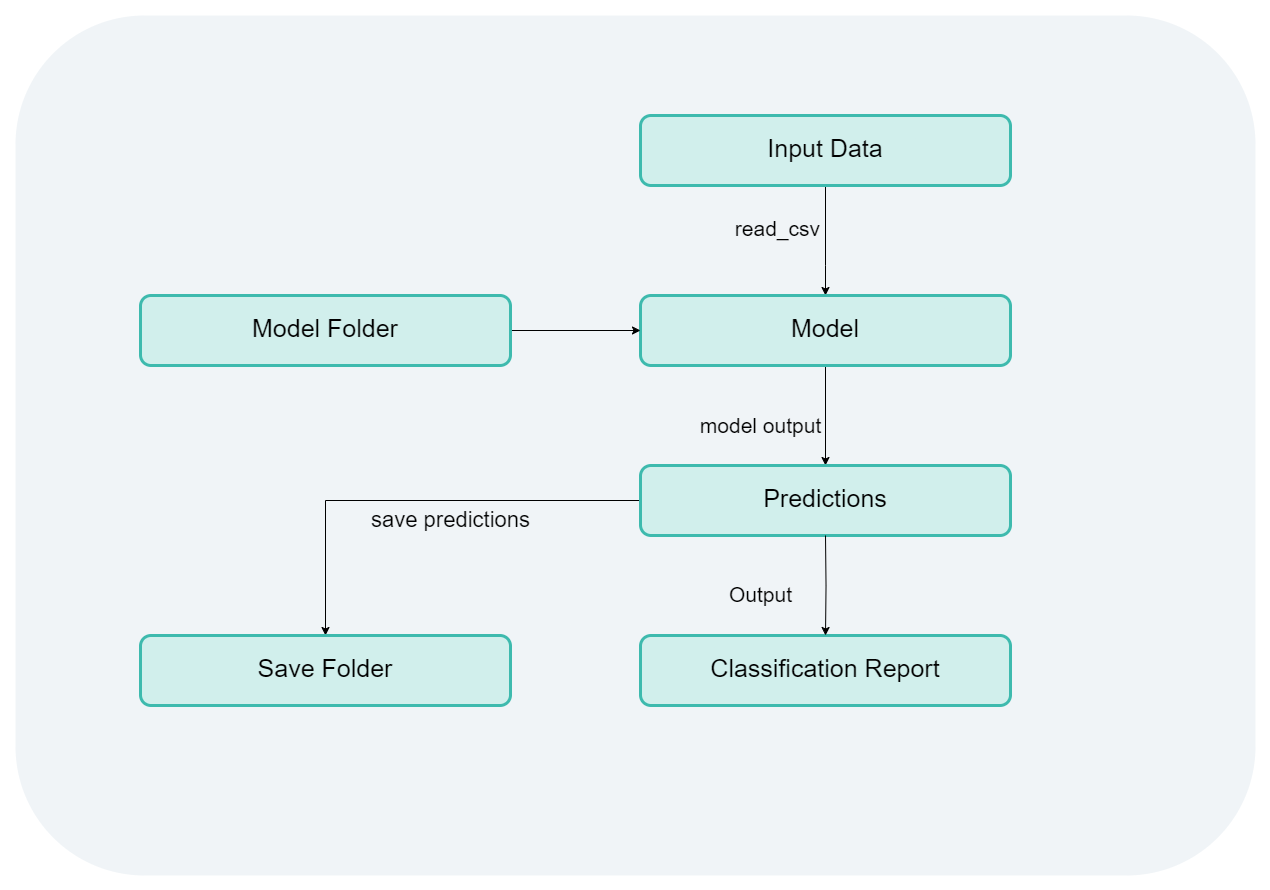 Input Data
read_csv
Model Folder
Model
model output
Predictions
save predictions
Output
Save Folder
Classification Report